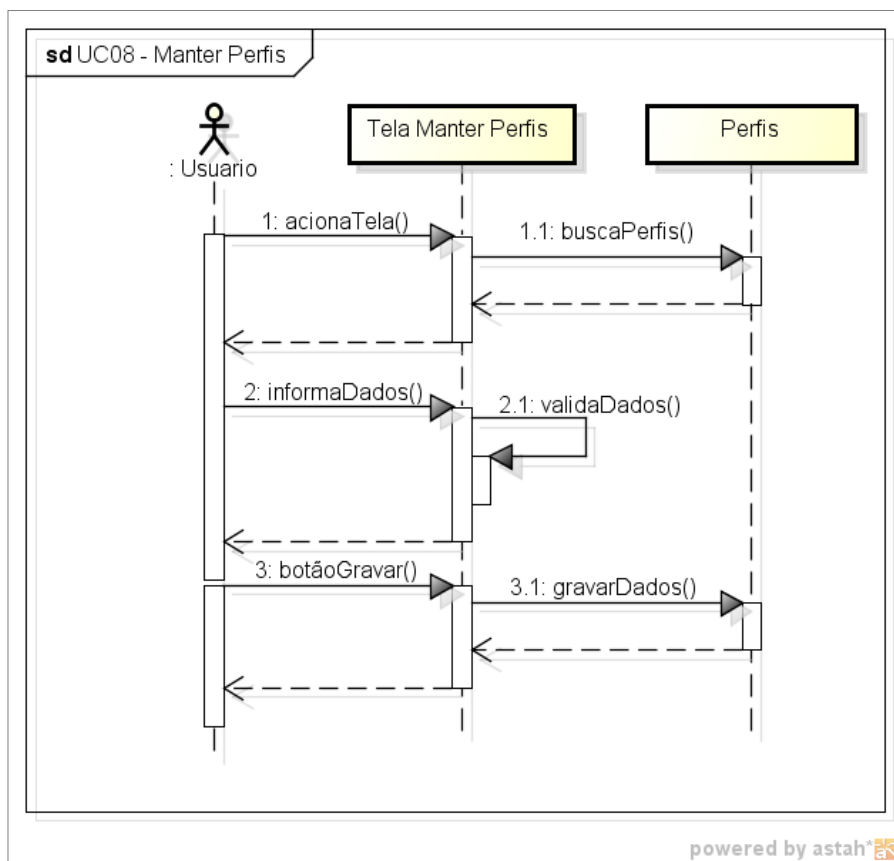 sd UC08 - Manter Perfis
: Usuario
Tela Manter Perfis
Perfis
1: acionaTela()
1.1: buscaPerfis()
2: informaDados()
2.1: validaDados()
3: botãoGravar()
3.1: gravarDados()
powered by astah*